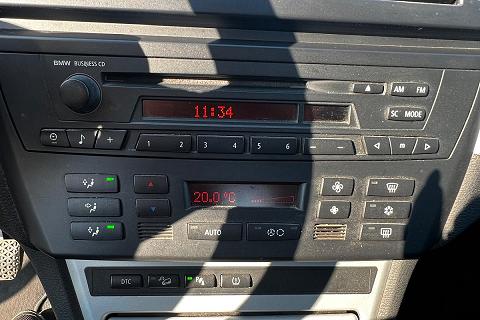 BMW BUSINESS CD
11:34
AM FM
SC MODE
1 2 3 4 5 6
m
20.0 °C
AUTO
DTC